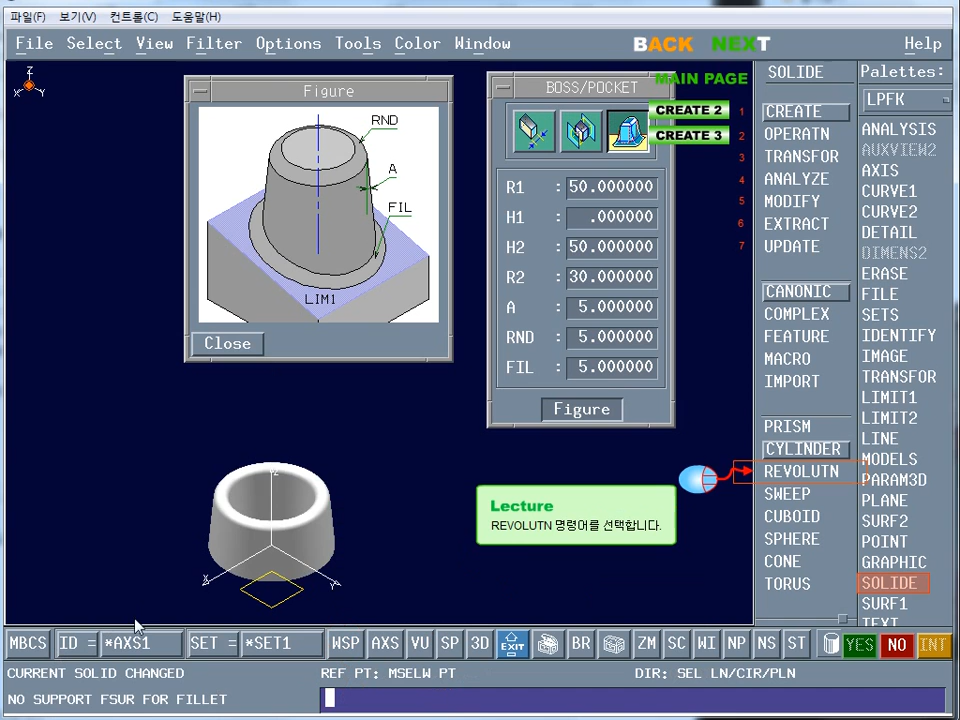 파일(F) 보기(V) 컨트롤(C) 도움말(H)
File Select View Filter Options Tools Color Window BACK NEXT Help
Z
X Y
Figure
RND
A
FIL
LIM1
Close
BOSS/POCKET
R1 : 50.000000
H1 : .000000
H2 : 50.000000
R2 : 30.000000
A : 5.000000
RND : 5.000000
FIL : 5.000000
Figure
MAIN PAGE
CREATE 2
CREATE 3
1
2
3
4
5
6
7
SOLIDE
CREATE
OPERATN
TRANSFOR
ANALYZE
MODIFY
EXTRACT
UPDATE
CANONIC
COMPLEX
FEATURE
MACRO
IMPORT
PRISM
CYLINDER
REVOLUTN
SWEEP
CUBOID
SPHERE
CONE
TORUS
Palettes:
LPFK
ANALYSIS
AUXVIEW2
AXIS
CURVE1
CURVE2
DETAIL
DIMENS2
ERASE
FILE
SETS
IDENTIFY
IMAGE
TRANSFOR
LIMIT1
LIMIT2
LINE
MODELS
PARAM3D
PLANE
SURF2
POINT
GRAPHIC
SOLIDE
SURF1
TEXT
Lecture
REVOLUTN 명령어를 선택합니다.
Z
X Y
MBCS ID = *AXS1 SET = *SET1 WSP AXS VU SP 3D EXIT BR ZM SC WI NP NS ST YES NO INT
CURRENT SOLID CHANGED REF PT: MSELW PT DIR: SEL LN/CIR/PLN
NO SUPPORT FSUR FOR FILLET